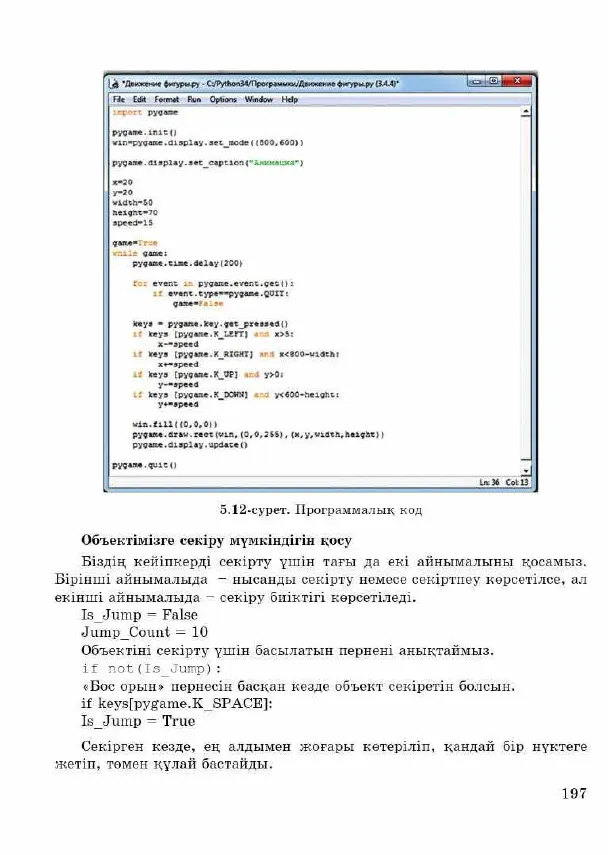 *Движение фигуры.py - C:/Python34/Программки/Движение фигуры.py (3.4.4)*
File Edit Format Run Options Window Help
import pygame
pygame.init()
win=pygame.display.set_mode((800,600))
pygame.display.set_caption("Анимация")
x=20
y=20
width=50
height=70
speed=15
game=True
while game:
pygame.time.delay(200)
for event in pygame.event.get():
if event.type==pygame.QUIT:
game=False
keys = pygame.key.get_pressed()
if keys [pygame.K_LEFT] and x>5:
x-=speed
if keys [pygame.K_RIGHT] and x<800-width:
x+=speed
if keys [pygame.K_UP] and y>0:
y-=speed
if keys [pygame.K_DOWN] and y<600-height:
y+=speed
win.fill((0,0,0))
pygame.draw.rect(win,(0,0,255),(x,y,width,height))
pygame.display.update()
pygame.quit()
Ln: 36 Col: 13
5.12-сурет. Программалық код
Объектімізге секіру мүмкіндігін қосу
Біздің кейіпкерді секірту үшін тағы да екі айнымалыны қосамыз.
Бірінші айнымалыда – нысанды секірту немесе секіртпеу көрсетілсе, ал
екінші айнымалыда – секіру биіктігі көрсетіледі.
Is_Jump = False
Jump_Count = 10
Объектіні секірту үшін басылатын пернені анықтаймыз.
if not(Is_Jump):
«Бос орын» пернесін басқан кезде объект секіретін болсын.
if keys[pygame.K_SPACE]:
Is_Jump = True
Секірген кезде, ең алдымен жоғары көтеріліп, қандай бір нүктеге
жетіп, төмен құлай бастайды.
197